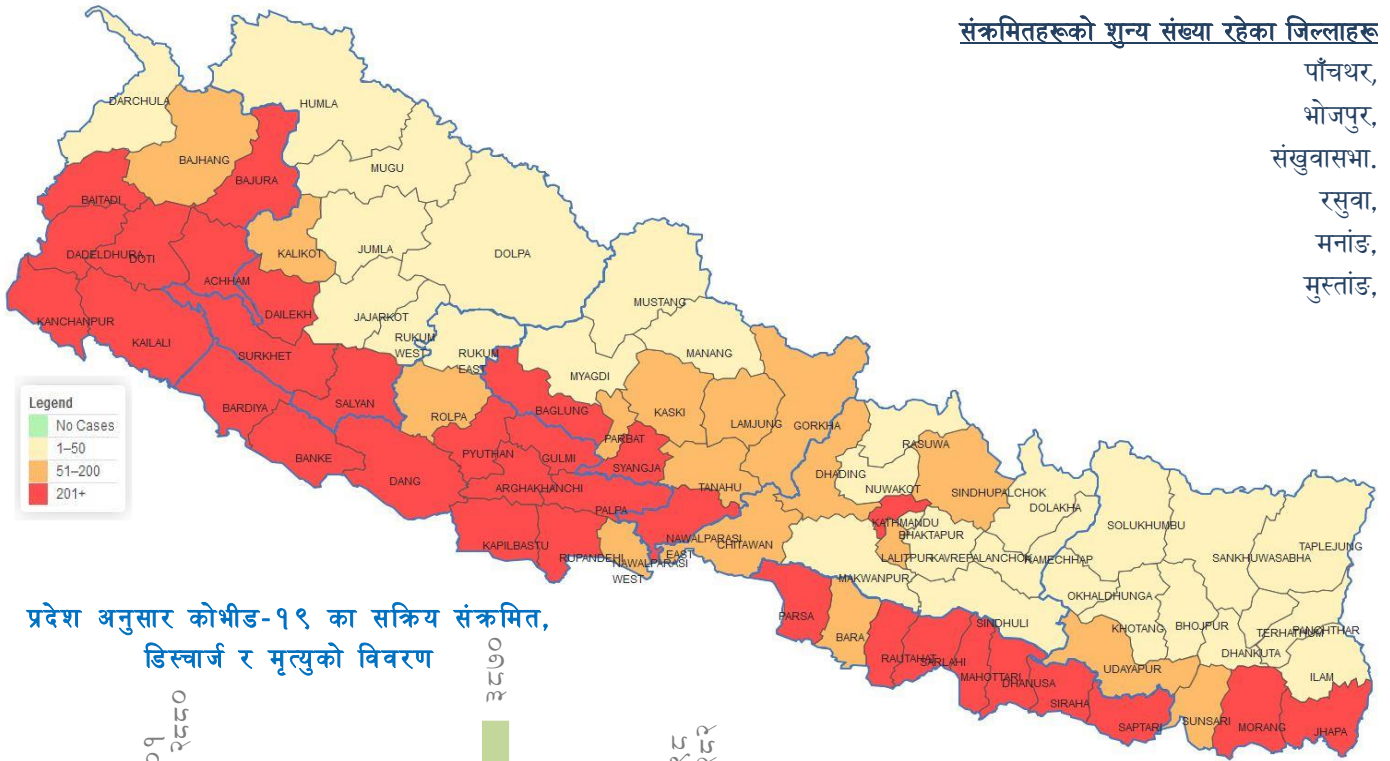 संक्रमितहरूको शुन्य संख्या रहेका जिल्लाहरू
पाँचथर,
भोजपुर,
संखुवासभा.
रसुवा,
मनांङ,
मुस्तांङ,
DARCHULA
HUMLA
BAJHANG
MUGU
BAJURA
BAITADI
DADELDHURA
DOTI
KALIKOT
JUMLA
DOLPA
ACHHAM
DAILEKH
MUSTANG
KANCHANPUR
JAJARKOT
KAILALI
RUKUM
WEST
SURKHET
RUKUM
EAST
MANANG
MYAGDI
Legend
No Cases
1–50
51–200
201+
BARDIYA
SALYAN
ROLPA
BAGLUNG
KASKI
LAMJUNG
GORKHA
PARBAT
RASUWA
BANKE
PYUTHAN
GULMI
SYANGJA
DHADING
NUWAKOT
SINDHUPALCHOK
DANG
ARGHAKHANCHI
TANAHU
DOLAKHA
PALPA
KATHMANDU
BHAKTAPUR
SOLUKHUMBU
TAPLEJUNG
KAPILBASTU
RUPANDEHI
NAWALPARASI
EAST
CHITAWAN
LALITPUR
KAVREPALANCHOK
RAMECHHAP
SANKHUWASABHA
NAWALPARASI
WEST
MAKWANPUR
OKHALDHUNGA
PARSA
SINDHULI
KHOTANG
BHOJPUR
TERHATHUM
PANCHTHAR
BARA
DHANKUTA
RAUTAHAT
SARLAHI
UDAYAPUR
ILAM
MAHOTTARI
DHANUSA
SIRAHA
SAPTARI
SUNSARI
MORANG
JHAPA
प्रदेश अनुसार कोभीड-१९ का सक्रिय संक्रमित,
डिस्चार्ज र मृत्युको विवरण
३८७०